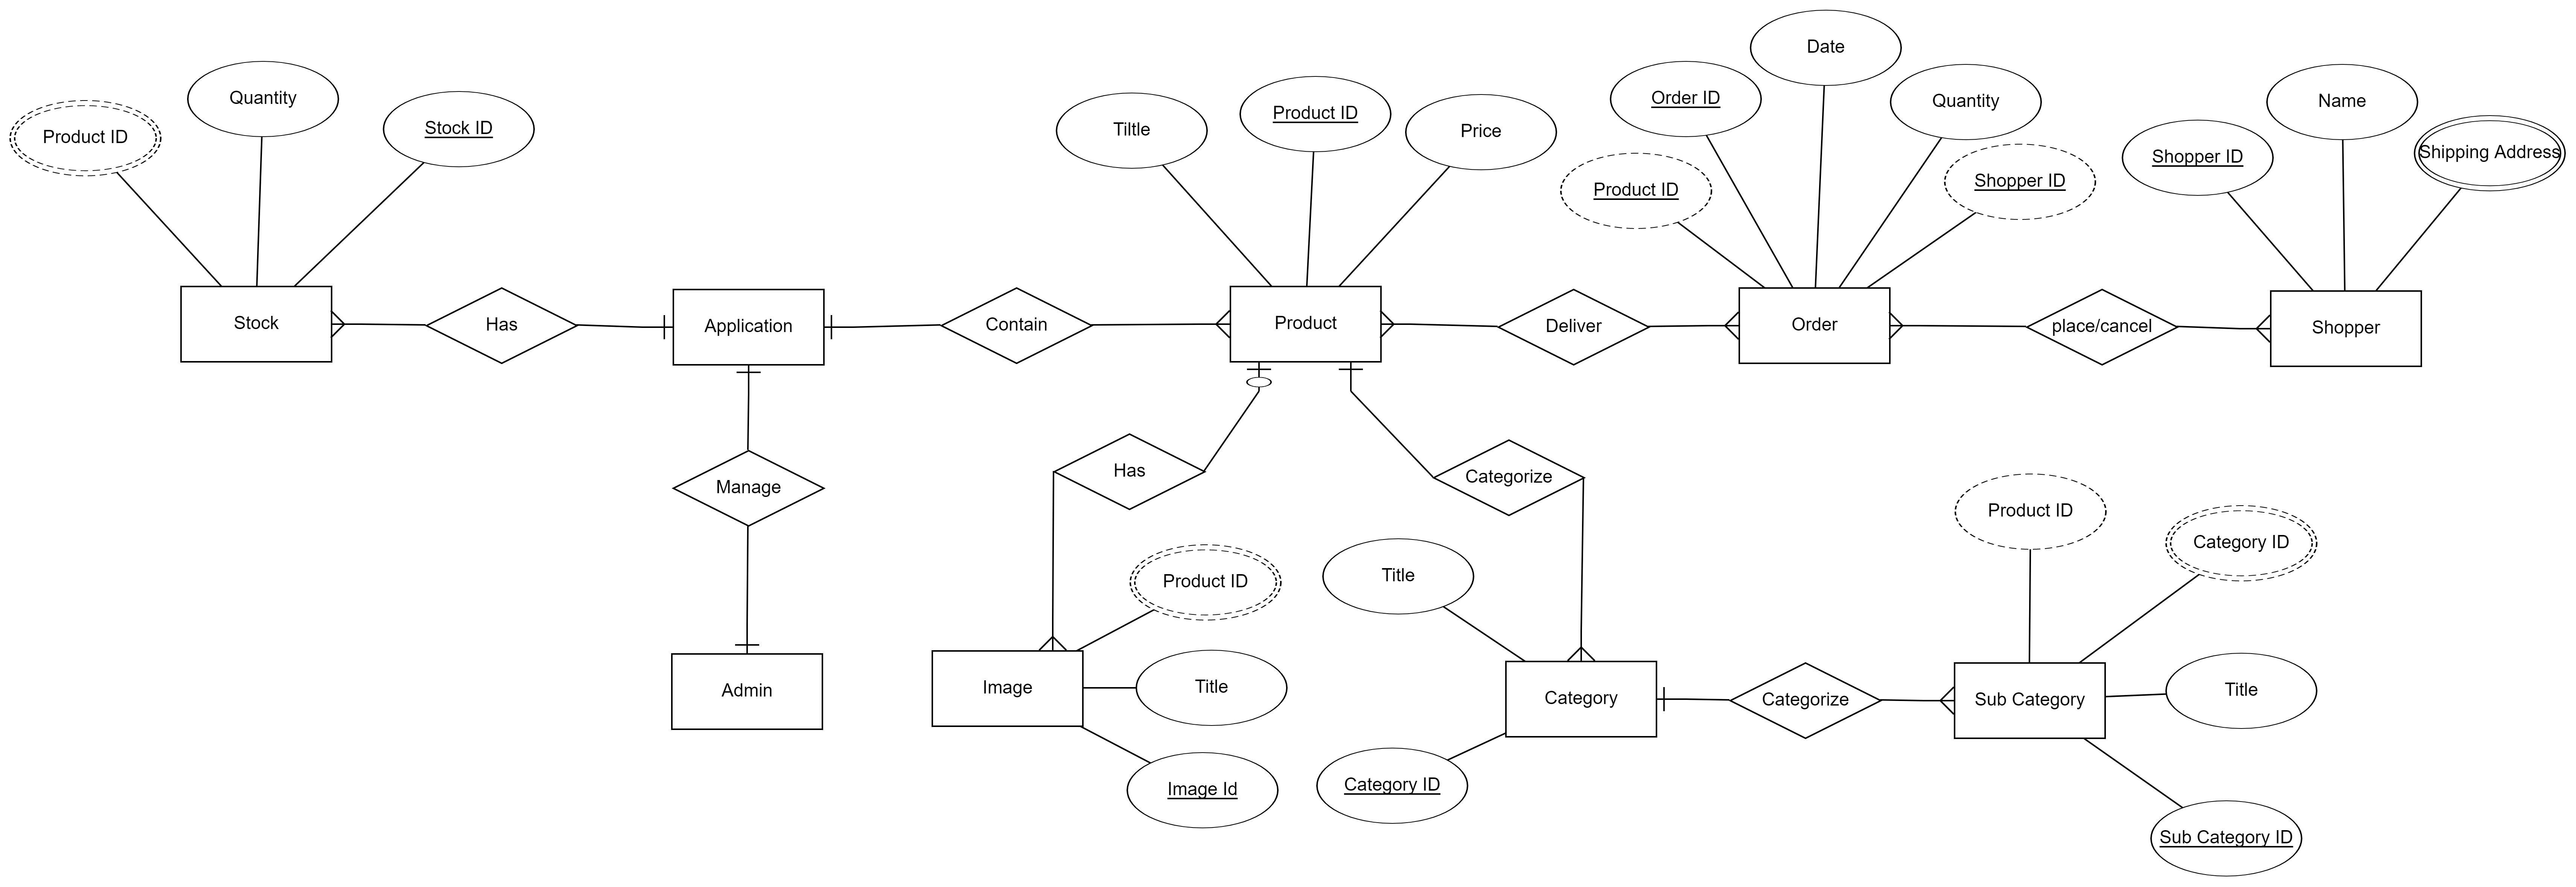 Product ID
Quantity
Stock ID
Tiltle
Product ID
Price
Product ID
Order ID
Date
Quantity
Shopper ID
Shopper ID
Name
Shipping Address
Stock
Has
Application
Contain
Product
Deliver
Order
place/cancel
Shopper
Manage
Has
Categorize
Admin
Image
Product ID
Title
Image Id
Title
Category
Category ID
Categorize
Product ID
Category ID
Sub Category
Title
Sub Category ID